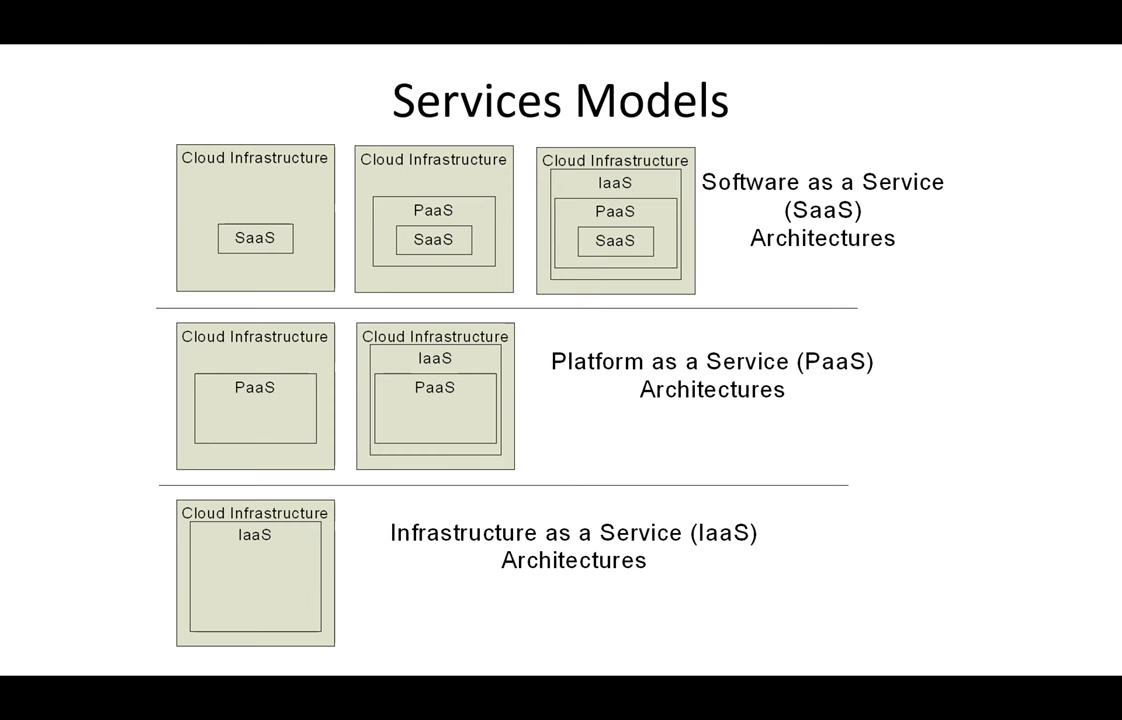 Services Models
Cloud Infrastructure
SaaS
Cloud Infrastructure
PaaS
SaaS
Cloud Infrastructure
IaaS
PaaS
SaaS
Software as a Service
(SaaS)
Architectures
Cloud Infrastructure
PaaS
Cloud Infrastructure
IaaS
PaaS
Platform as a Service (PaaS)
Architectures
Cloud Infrastructure
IaaS
Infrastructure as a Service (IaaS)
Architectures